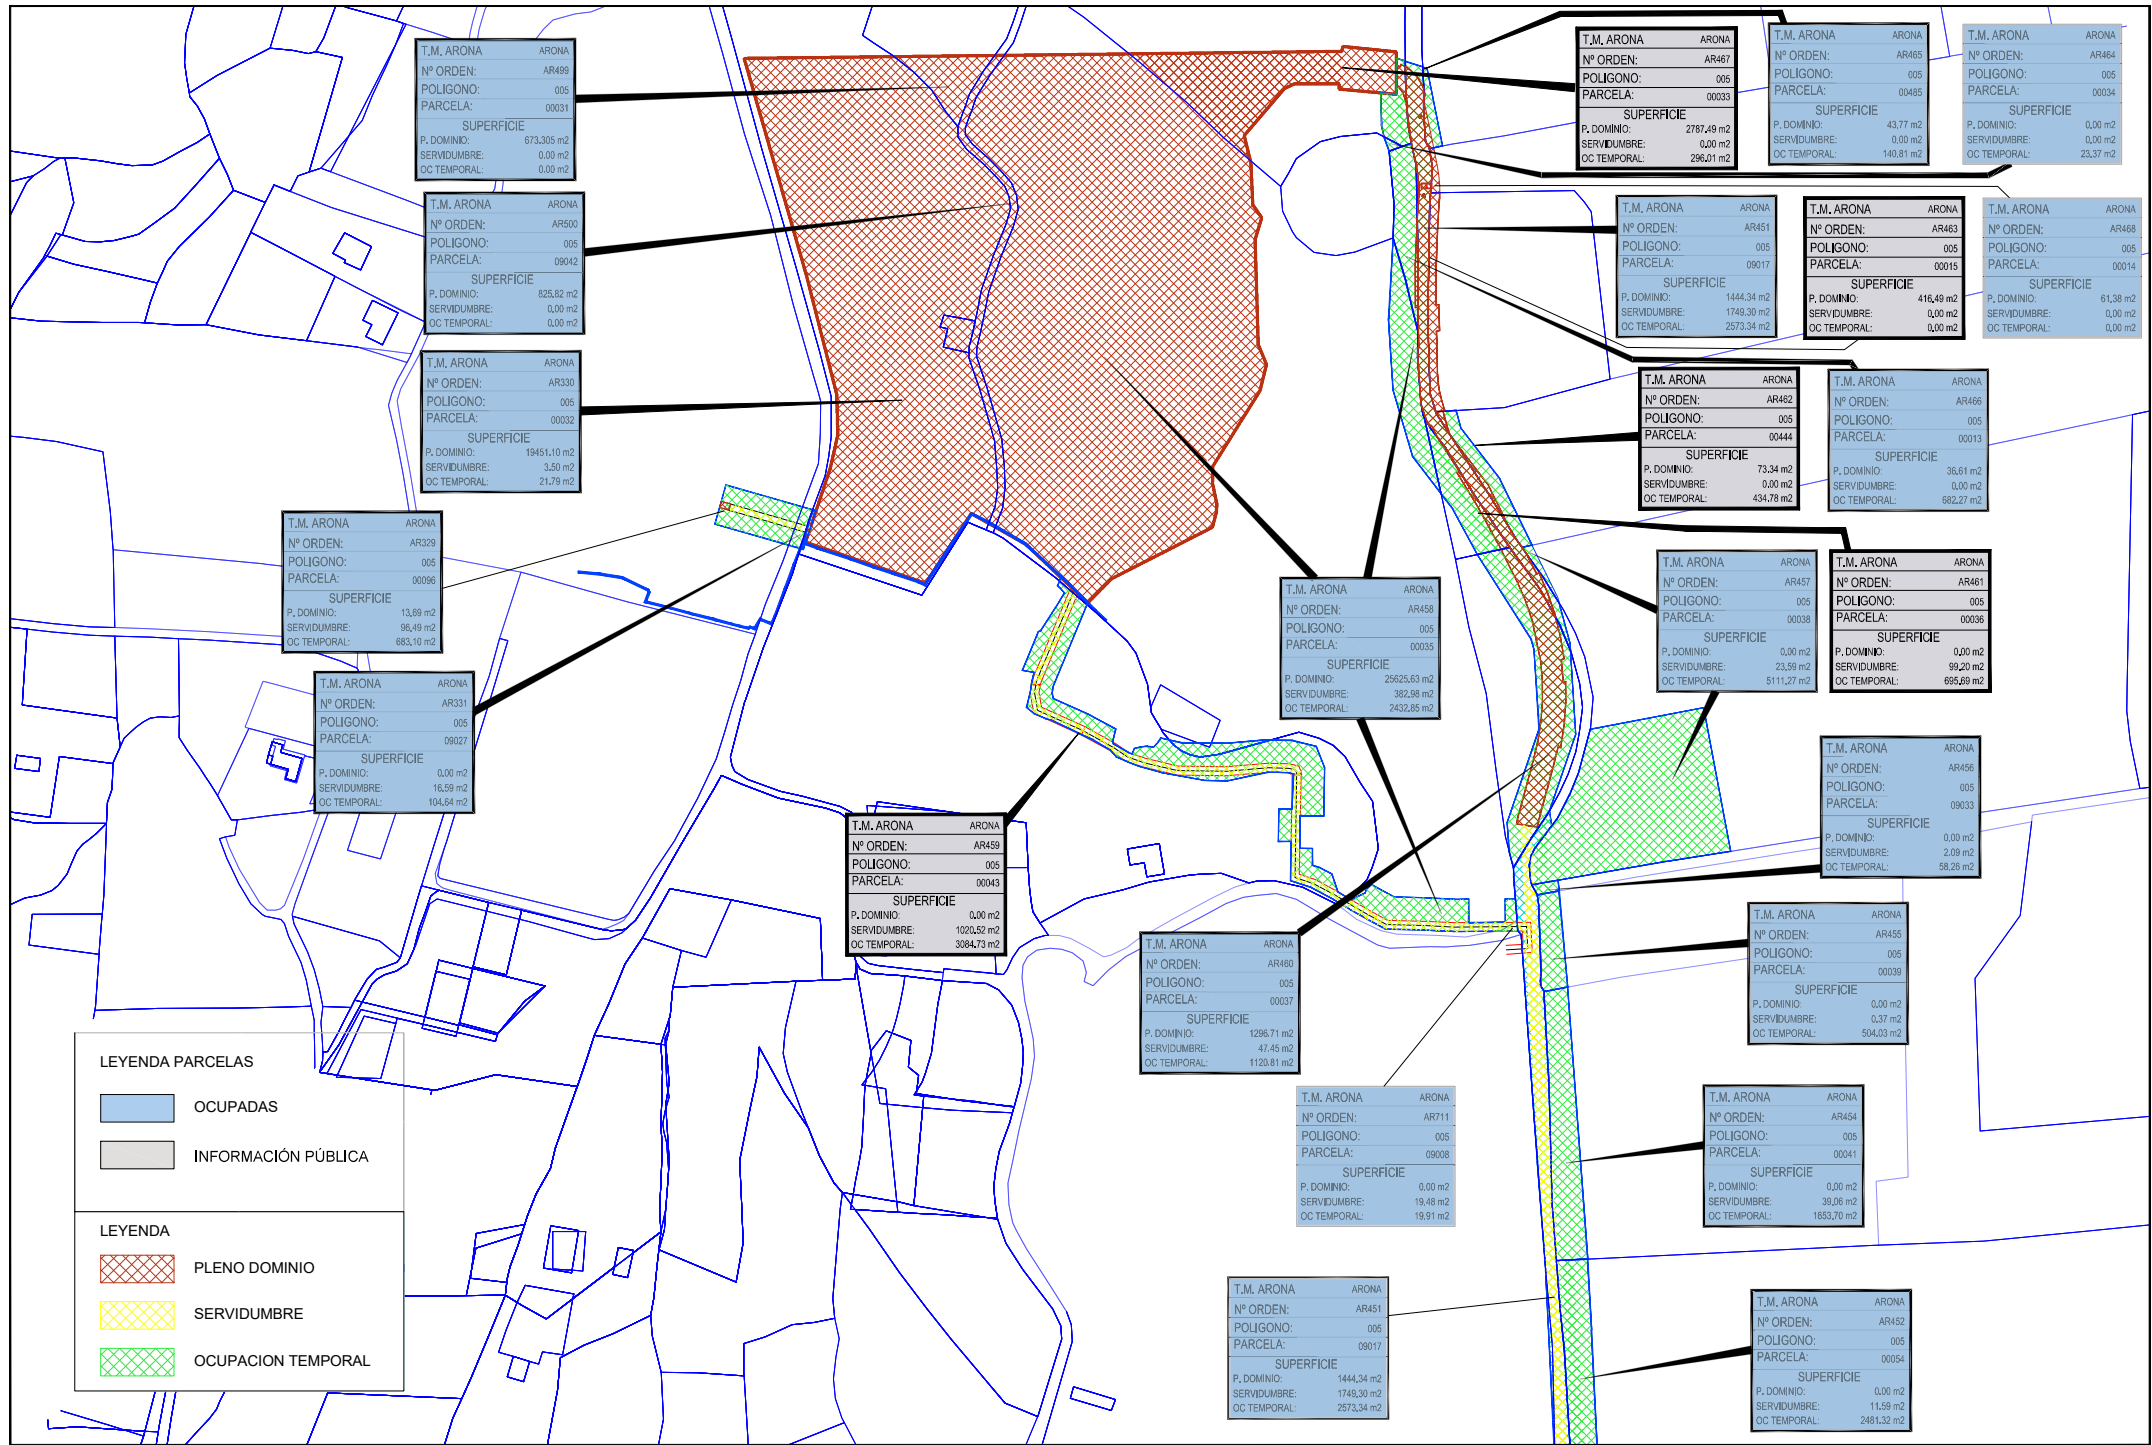 T.M. ARONA ARONA
Nº ORDEN: AR499
POLIGONO: 005
PARCELA: 00031
SUPERFICIE
P. DOMINIO: 673,305 m2
SERVIDUMBRE: 0.00 m2
OC TEMPORAL: 0.00 m2
T.M. ARONA ARONA
Nº ORDEN: AR500
POLIGONO: 005
PARCELA: 09042
SUPERFICIE
P. DOMINIO: 825,82 m2
SERVIDUMBRE: 0,00 m2
OC TEMPORAL: 0,00 m2
T.M. ARONA ARONA
Nº ORDEN: AR330
POLIGONO: 005
PARCELA: 00032
SUPERFICIE
P. DOMINIO: 19451,10 m2
SERVIDUMBRE: 3,50 m2
OC TEMPORAL: 21,79 m2
T.M. ARONA ARONA
Nº ORDEN: AR329
POLIGONO: 005
PARCELA: 00096
SUPERFICIE
P. DOMINIO: 13,69 m2
SERVIDUMBRE: 96,49 m2
OC TEMPORAL: 683,10 m2
T.M. ARONA ARONA
Nº ORDEN: AR331
POLIGONO: 005
PARCELA: 09027
SUPERFICIE
P. DOMINIO: 0,00 m2
SERVIDUMBRE: 16,59 m2
OC TEMPORAL: 104,64 m2
T.M. ARONA ARONA
Nº ORDEN: AR467
POLIGONO: 005
PARCELA: 00033
SUPERFICIE
P. DOMINIO: 2787,49 m2
SERVIDUMBRE: 0,00 m2
OC TEMPORAL: 296,01 m2
T.M. ARONA ARONA
Nº ORDEN: AR465
POLIGONO: 005
PARCELA: 00485
SUPERFICIE
P. DOMINIO: 43,77 m2
SERVIDUMBRE: 0,00 m2
OC TEMPORAL: 140,81 m2
T.M. ARONA ARONA
Nº ORDEN: AR464
POLIGONO: 005
PARCELA: 00034
SUPERFICIE
P. DOMINIO: 0,00 m2
SERVIDUMBRE: 0,00 m2
OC TEMPORAL: 23,37 m2
T.M. ARONA ARONA
Nº ORDEN: AR451
POLIGONO: 005
PARCELA: 09017
SUPERFICIE
P. DOMINIO: 1444,34 m2
SERVIDUMBRE: 1749,30 m2
OC TEMPORAL: 2573,34 m2
T.M. ARONA ARONA
Nº ORDEN: AR463
POLIGONO: 005
PARCELA: 00015
SUPERFICIE
P. DOMINIO: 416,49 m2
SERVIDUMBRE: 0,00 m2
OC TEMPORAL: 0,00 m2
T.M. ARONA ARONA
Nº ORDEN: AR468
POLIGONO: 005
PARCELA: 00014
SUPERFICIE
P. DOMINIO: 61,38 m2
SERVIDUMBRE: 0,00 m2
OC TEMPORAL: 0,00 m2
T.M. ARONA ARONA
Nº ORDEN: AR462
POLIGONO: 005
PARCELA: 00444
SUPERFICIE
P. DOMINIO: 73,34 m2
SERVIDUMBRE: 0,00 m2
OC TEMPORAL: 434,78 m2
T.M. ARONA ARONA
Nº ORDEN: AR466
POLIGONO: 005
PARCELA: 00013
SUPERFICIE
P. DOMINIO: 36,61 m2
SERVIDUMBRE: 0,00 m2
OC TEMPORAL: 682,27 m2
T.M. ARONA ARONA
Nº ORDEN: AR457
POLIGONO: 005
PARCELA: 00038
SUPERFICIE
P. DOMINIO: 0,00 m2
SERVIDUMBRE: 23,59 m2
OC TEMPORAL: 5111,27 m2
T.M. ARONA ARONA
Nº ORDEN: AR461
POLIGONO: 005
PARCELA: 00036
SUPERFICIE
P. DOMINIO: 0,00 m2
SERVIDUMBRE: 99,20 m2
OC TEMPORAL: 695,69 m2
T.M. ARONA ARONA
Nº ORDEN: AR458
POLIGONO: 005
PARCELA: 00035
SUPERFICIE
P. DOMINIO: 25625,63 m2
SERVIDUMBRE: 382,98 m2
OC TEMPORAL: 2432,85 m2
T.M. ARONA ARONA
Nº ORDEN: AR456
POLIGONO: 005
PARCELA: 09033
SUPERFICIE
P. DOMINIO: 0,00 m2
SERVIDUMBRE: 2,09 m2
OC TEMPORAL: 58,26 m2
T.M. ARONA ARONA
Nº ORDEN: AR459
POLIGONO: 005
PARCELA: 00043
SUPERFICIE
P. DOMINIO: 0,00 m2
SERVIDUMBRE: 1020,52 m2
OC TEMPORAL: 3084,73 m2
T.M. ARONA ARONA
Nº ORDEN: AR460
POLIGONO: 005
PARCELA: 00037
SUPERFICIE
P. DOMINIO: 1296,71 m2
SERVIDUMBRE: 47,45 m2
OC TEMPORAL: 1120,81 m2
T.M. ARONA ARONA
Nº ORDEN: AR455
POLIGONO: 005
PARCELA: 00039
SUPERFICIE
P. DOMINIO: 0,00 m2
SERVIDUMBRE: 0,37 m2
OC TEMPORAL: 504,03 m2
T.M. ARONA ARONA
Nº ORDEN: AR711
POLIGONO: 005
PARCELA: 09008
SUPERFICIE
P. DOMINIO: 0,00 m2
SERVIDUMBRE: 19,48 m2
OC TEMPORAL: 19,91 m2
T.M. ARONA ARONA
Nº ORDEN: AR454
POLIGONO: 005
PARCELA: 00041
SUPERFICIE
P. DOMINIO: 0,00 m2
SERVIDUMBRE: 39,06 m2
OC TEMPORAL: 1853,70 m2
T.M. ARONA ARONA
Nº ORDEN: AR451
POLIGONO: 005
PARCELA: 09017
SUPERFICIE
P. DOMINIO: 1444,34 m2
SERVIDUMBRE: 1749,30 m2
OC TEMPORAL: 2573,34 m2
T.M. ARONA ARONA
Nº ORDEN: AR452
POLIGONO: 005
PARCELA: 00054
SUPERFICIE
P. DOMINIO: 0,00 m2
SERVIDUMBRE: 11,59 m2
OC TEMPORAL: 2481,32 m2
LEYENDA PARCELAS
OCUPADAS
INFORMACIÓN PÚBLICA
LEYENDA
PLENO DOMINIO
SERVIDUMBRE
OCUPACION TEMPORAL